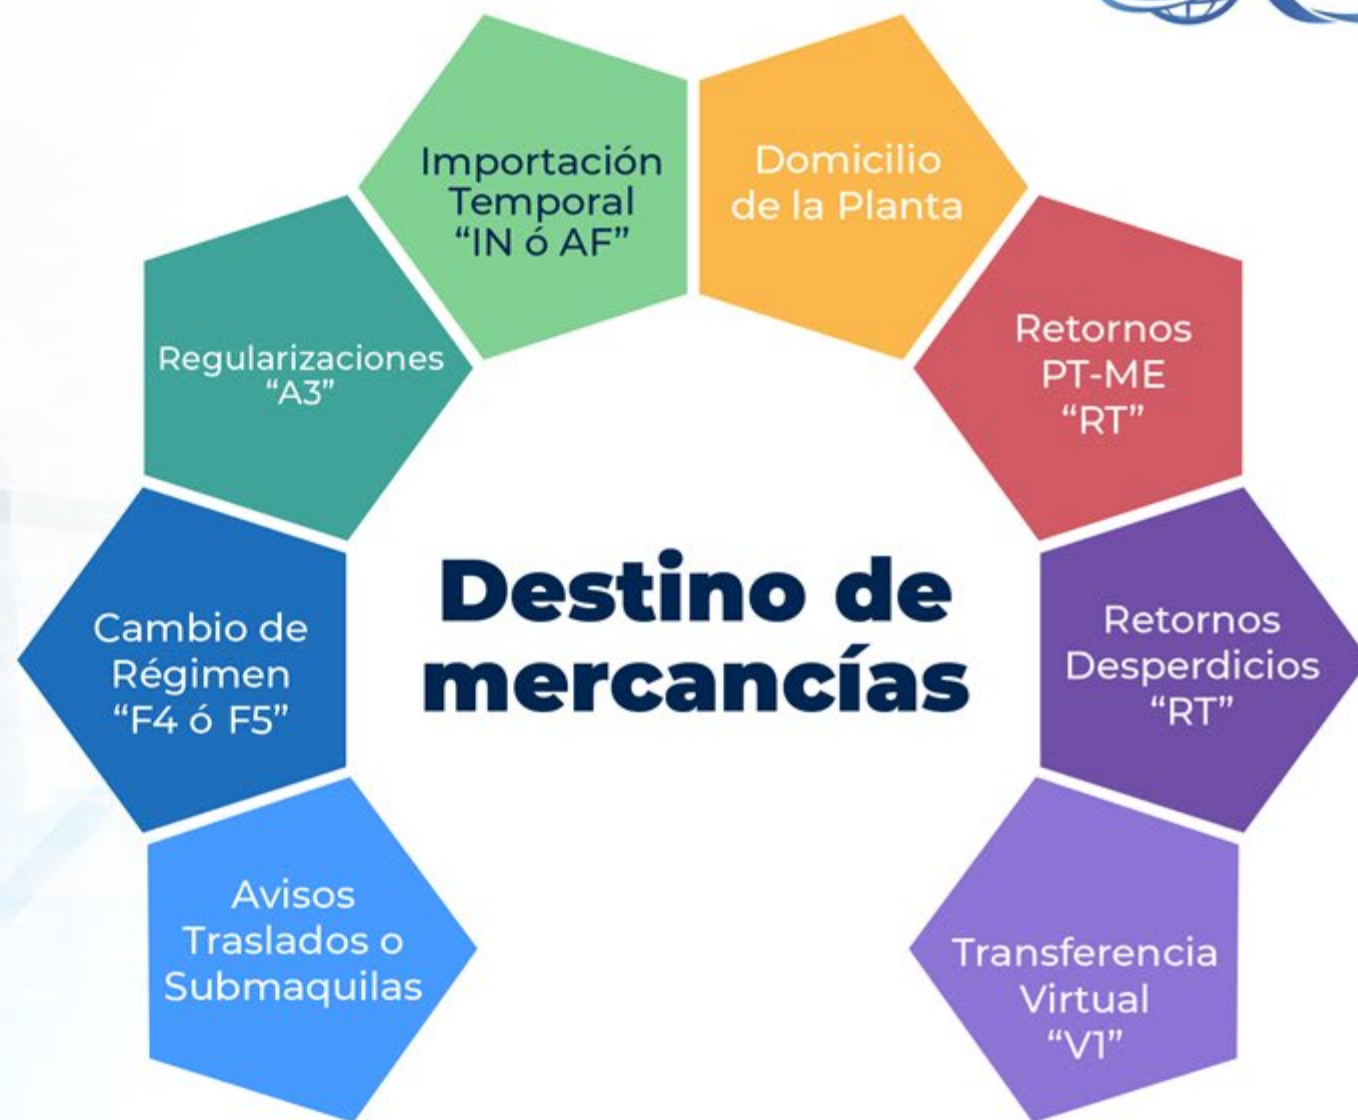 Importación
Temporal
“IN ó AF”
Domicilio
de la Planta
Regularizaciones
“A3”
Retornos
PT-ME
“RT”
Destino de
mercancías
Cambio de
Régimen
“F4 ó F5”
Retornos
Desperdicios
“RT”
Avisos
Traslados o
Submaquilas
Transferencia
Virtual
“V1”